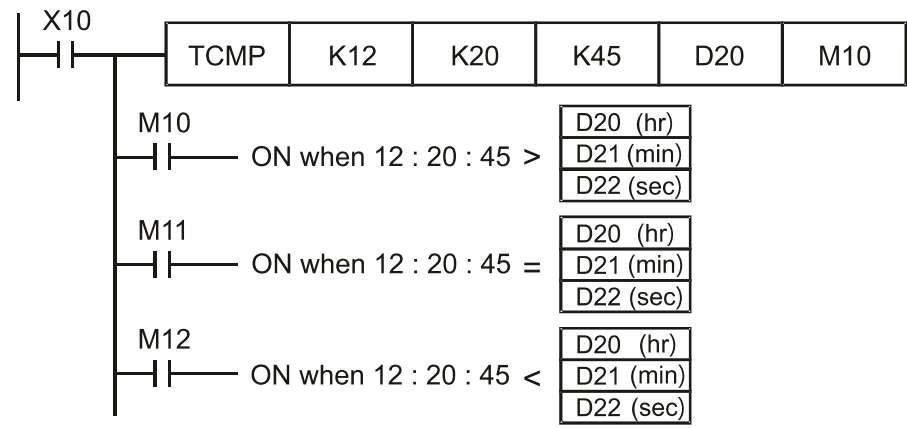 X10
TCMP K12 K20 K45 D20 M10
M10
ON when 12 : 20 : 45 >
D20 (hr)
D21 (min)
D22 (sec)
M11
ON when 12 : 20 : 45 =
D20 (hr)
D21 (min)
D22 (sec)
M12
ON when 12 : 20 : 45 <
D20 (hr)
D21 (min)
D22 (sec)